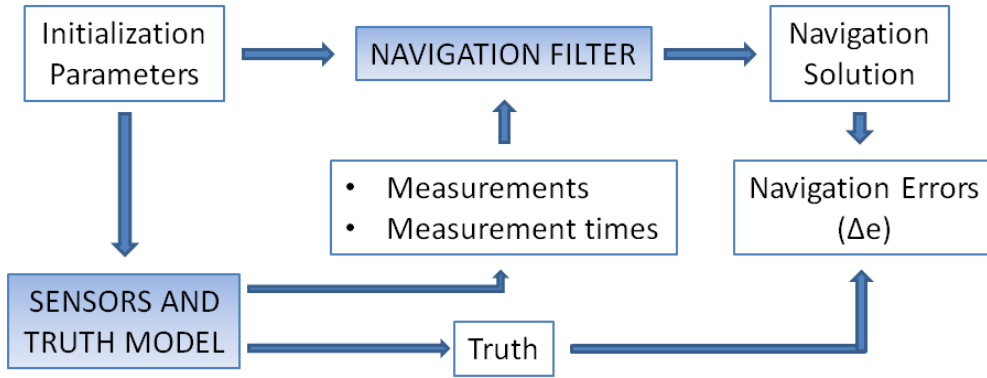 Initialization
Parameters
NAVIGATION FILTER
Navigation
Solution
• Measurements
• Measurement times
Navigation Errors
(Δe)
SENSORS AND
TRUTH MODEL
Truth